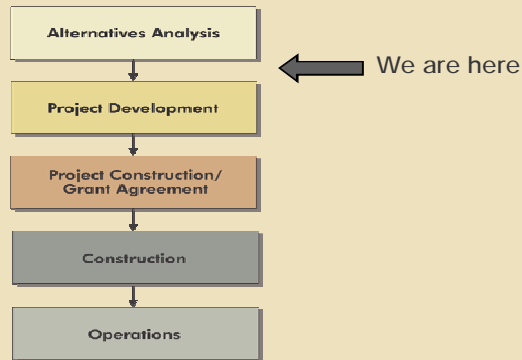 Alternatives Analysis
We are here
Project Development
Project Construction/
Grant Agreement
Construction
Operations